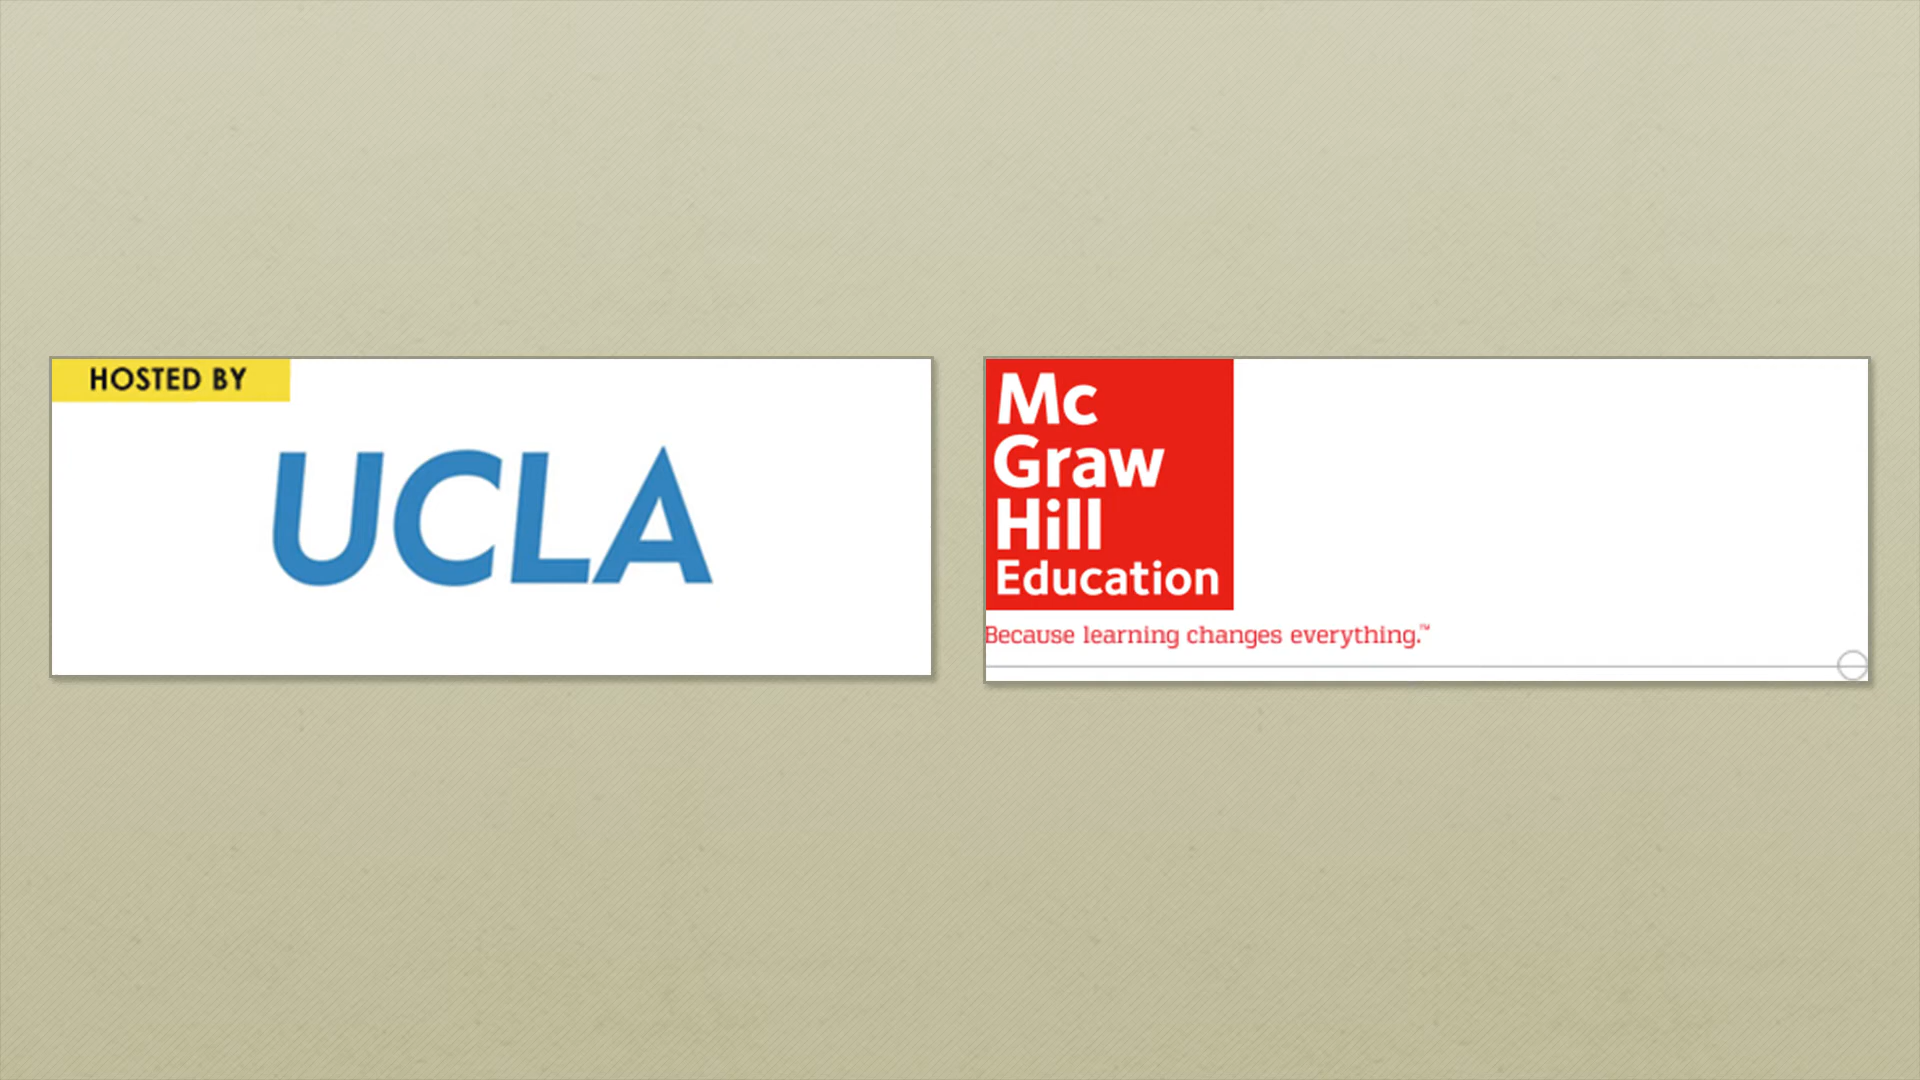 HOSTED BY
UCLA
Mc
Graw
Hill
Education
Because learning changes everything.™